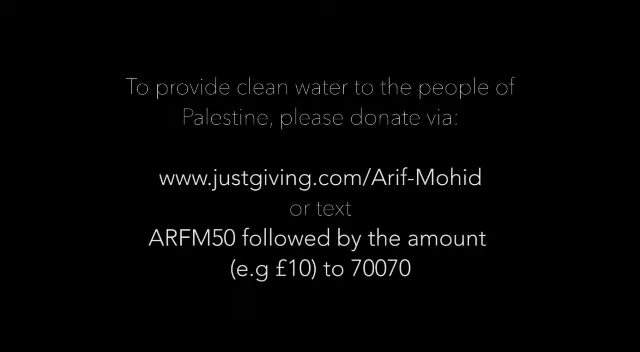 To provide clean water to the people of
Palestine, please donate via:
www.justgiving.com/Arif-Mohid
or text
ARFM50 followed by the amount
(e.g £10) to 70070